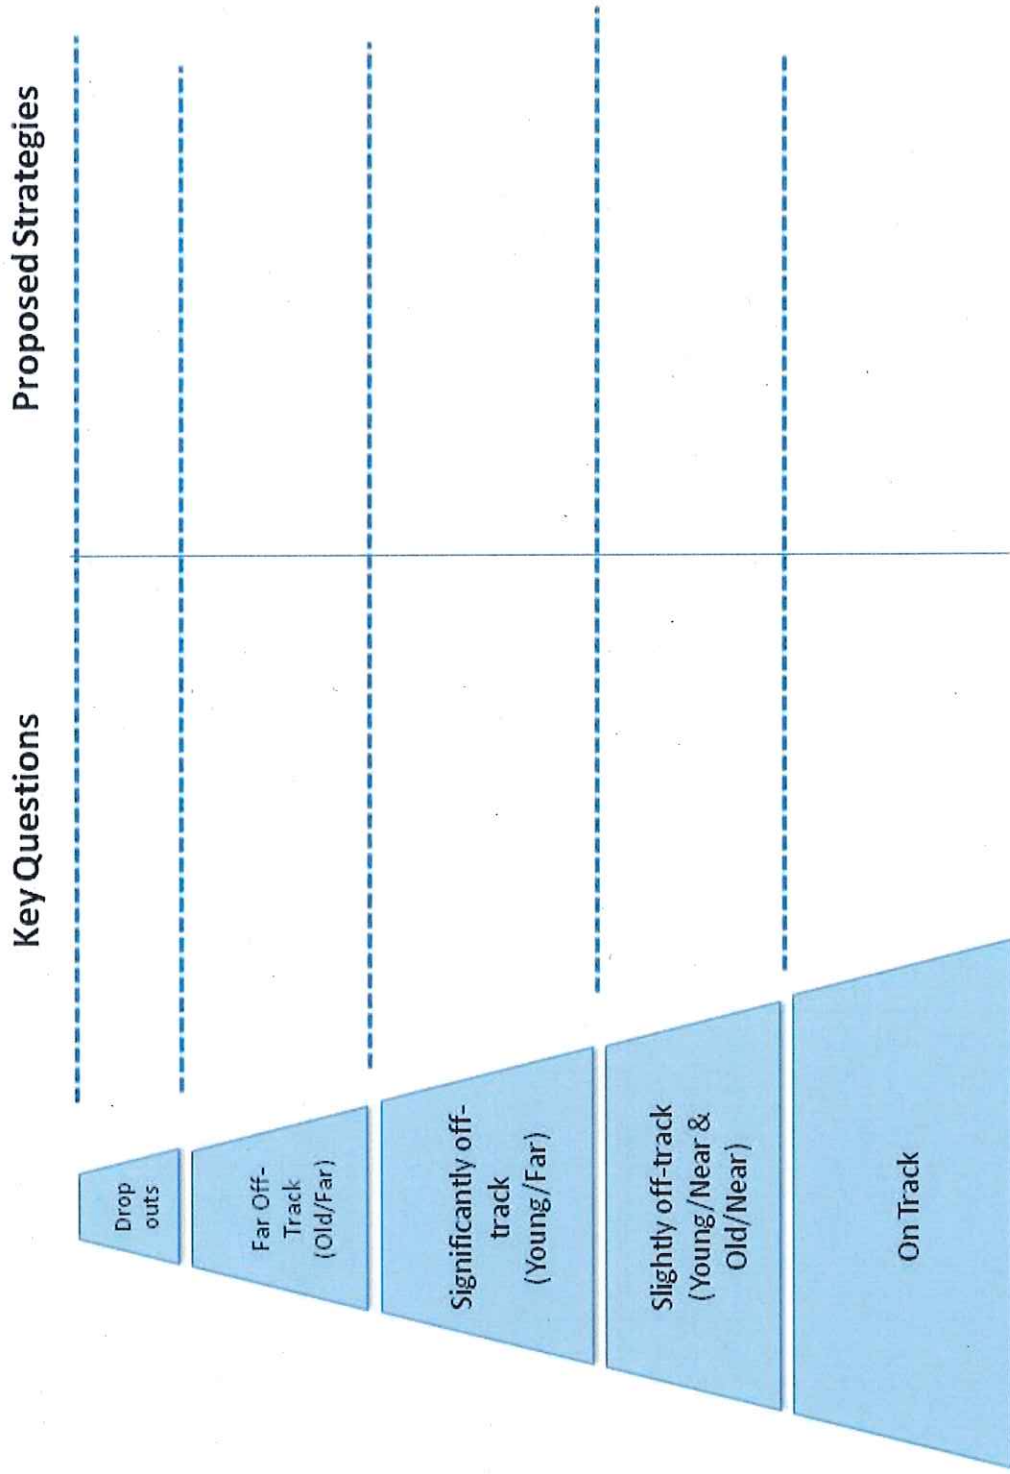 Key Questions
Proposed Strategies
Drop
outs
Far Off-
Track
(Old/Far)
Significantly off-
track
(Young/Far)
Slightly off-track
(Young/Near &
Old/Near)
On Track